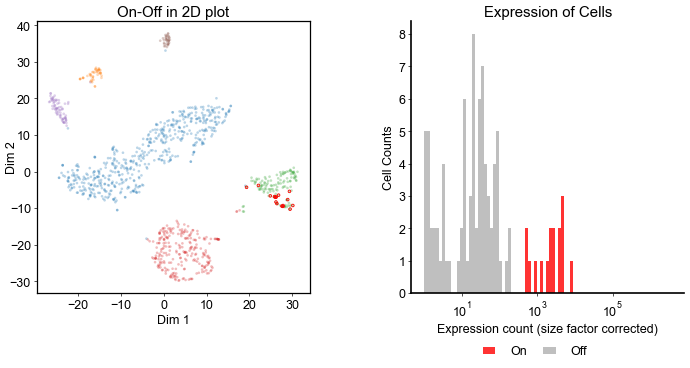 On-Off in 2D plot
40
30
20
10
0
−10
−20
−30
Dim 2
−20 −10 0 10 20 30
Dim 1
Expression of Cells
8
7
6
5
4
3
2
1
0
Cell Counts
10^1 10^3 10^5
Expression count (size factor corrected)
On Off